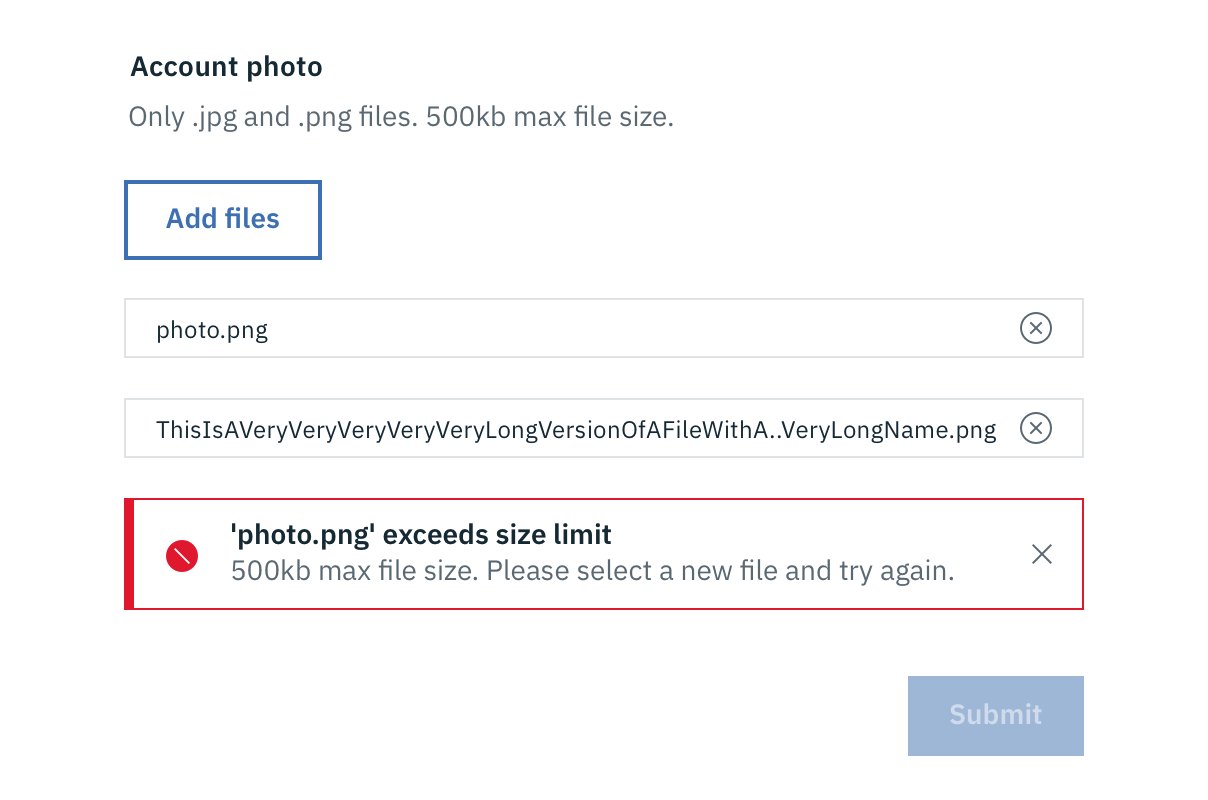 Account photo
Only .jpg and .png files. 500kb max file size.
Add files
photo.png
ThisIsAVeryVeryVeryVeryVeryLongVersionOfAFileWithA..VeryLongName.png
'photo.png' exceeds size limit
500kb max file size. Please select a new file and try again.
Submit